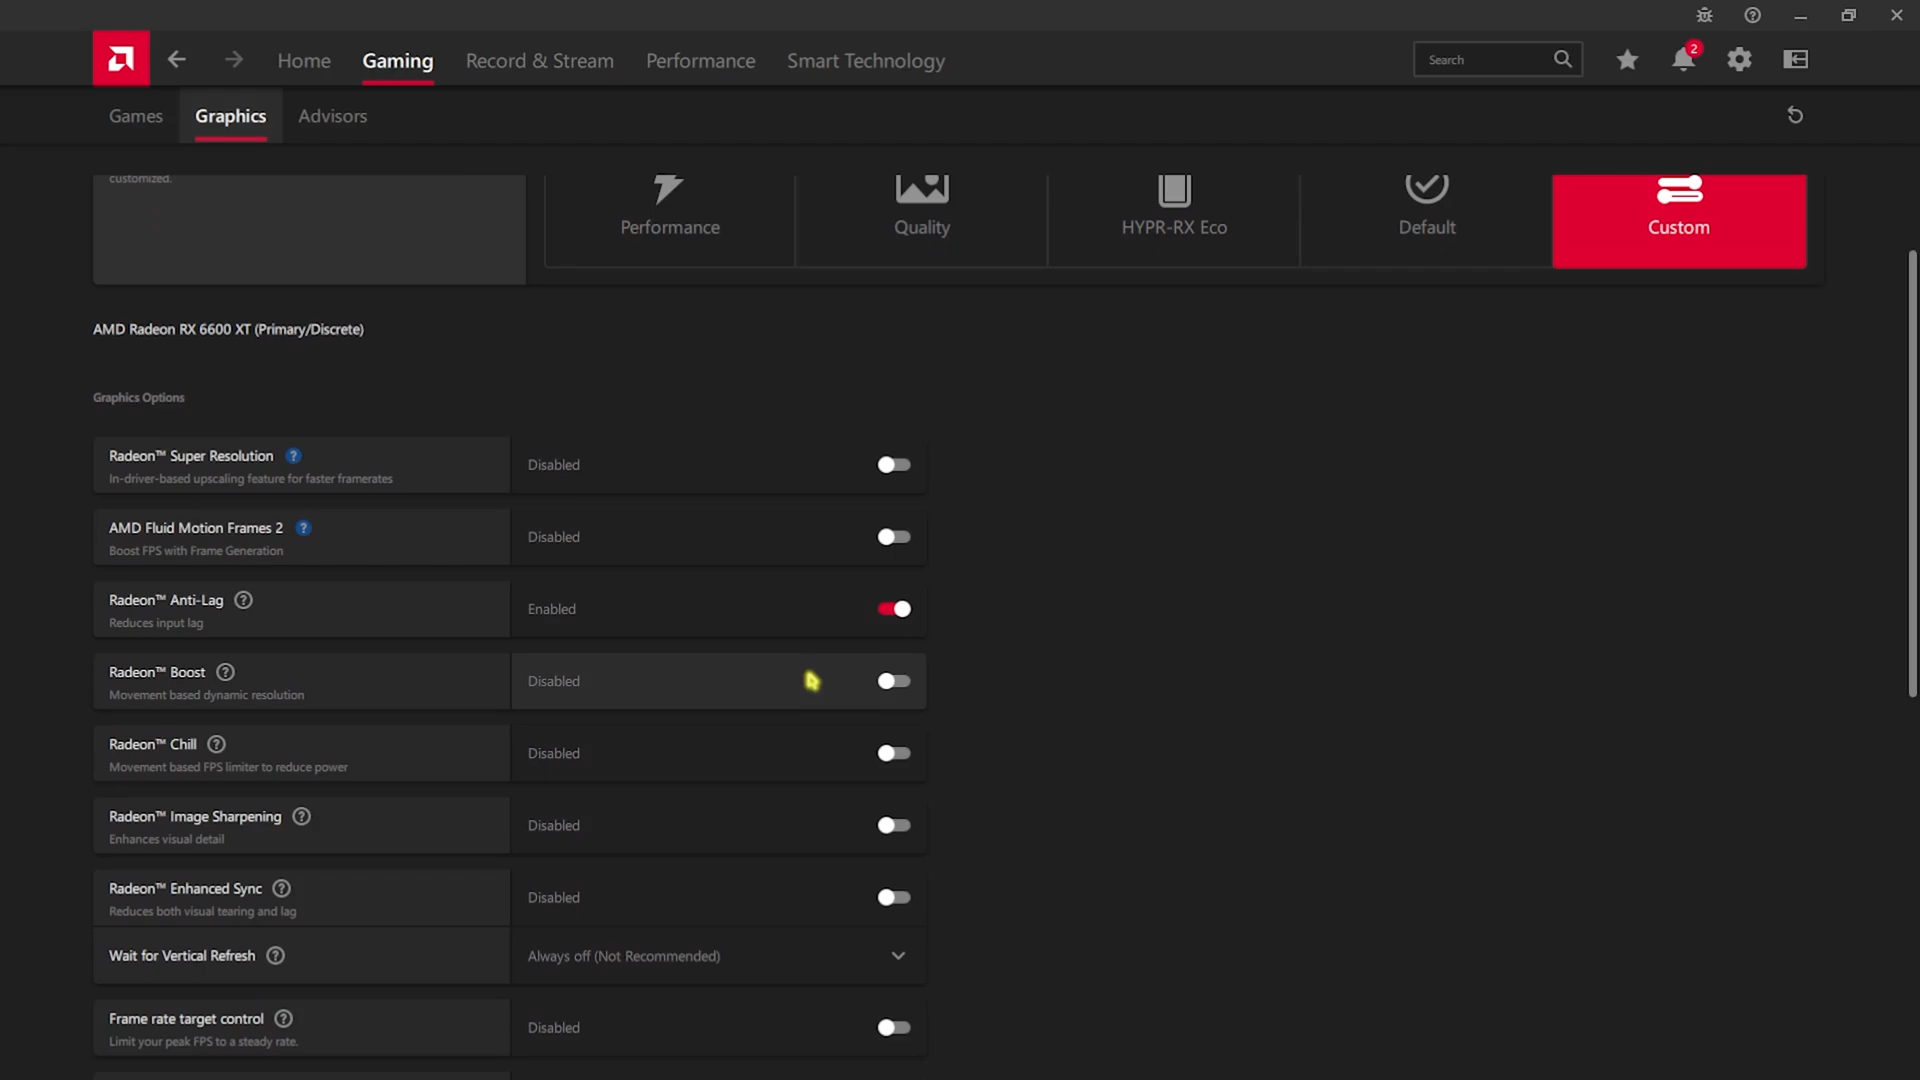 2
Home Gaming Record & Stream Performance Smart Technology Search
Games Graphics Advisors
customized.
Performance Quality HYPR-RX Eco Default Custom
AMD Radeon RX 6600 XT (Primary/Discrete)
Graphics Options
Radeon™ Super Resolution ? Disabled
In-driver-based upscaling feature for faster framerates
AMD Fluid Motion Frames 2 ? Disabled
Boost FPS with Frame Generation
Radeon™ Anti-Lag ? Enabled
Reduces input lag
Radeon™ Boost ? Disabled
Movement based dynamic resolution
Radeon™ Chill ? Disabled
Movement based FPS limiter to reduce power
Radeon™ Image Sharpening ? Disabled
Enhances visual detail
Radeon™ Enhanced Sync ? Disabled
Reduces both visual tearing and lag
Wait for Vertical Refresh ? Always off (Not Recommended)
Frame rate target control ? Disabled
Limit your peak FPS to a steady rate.